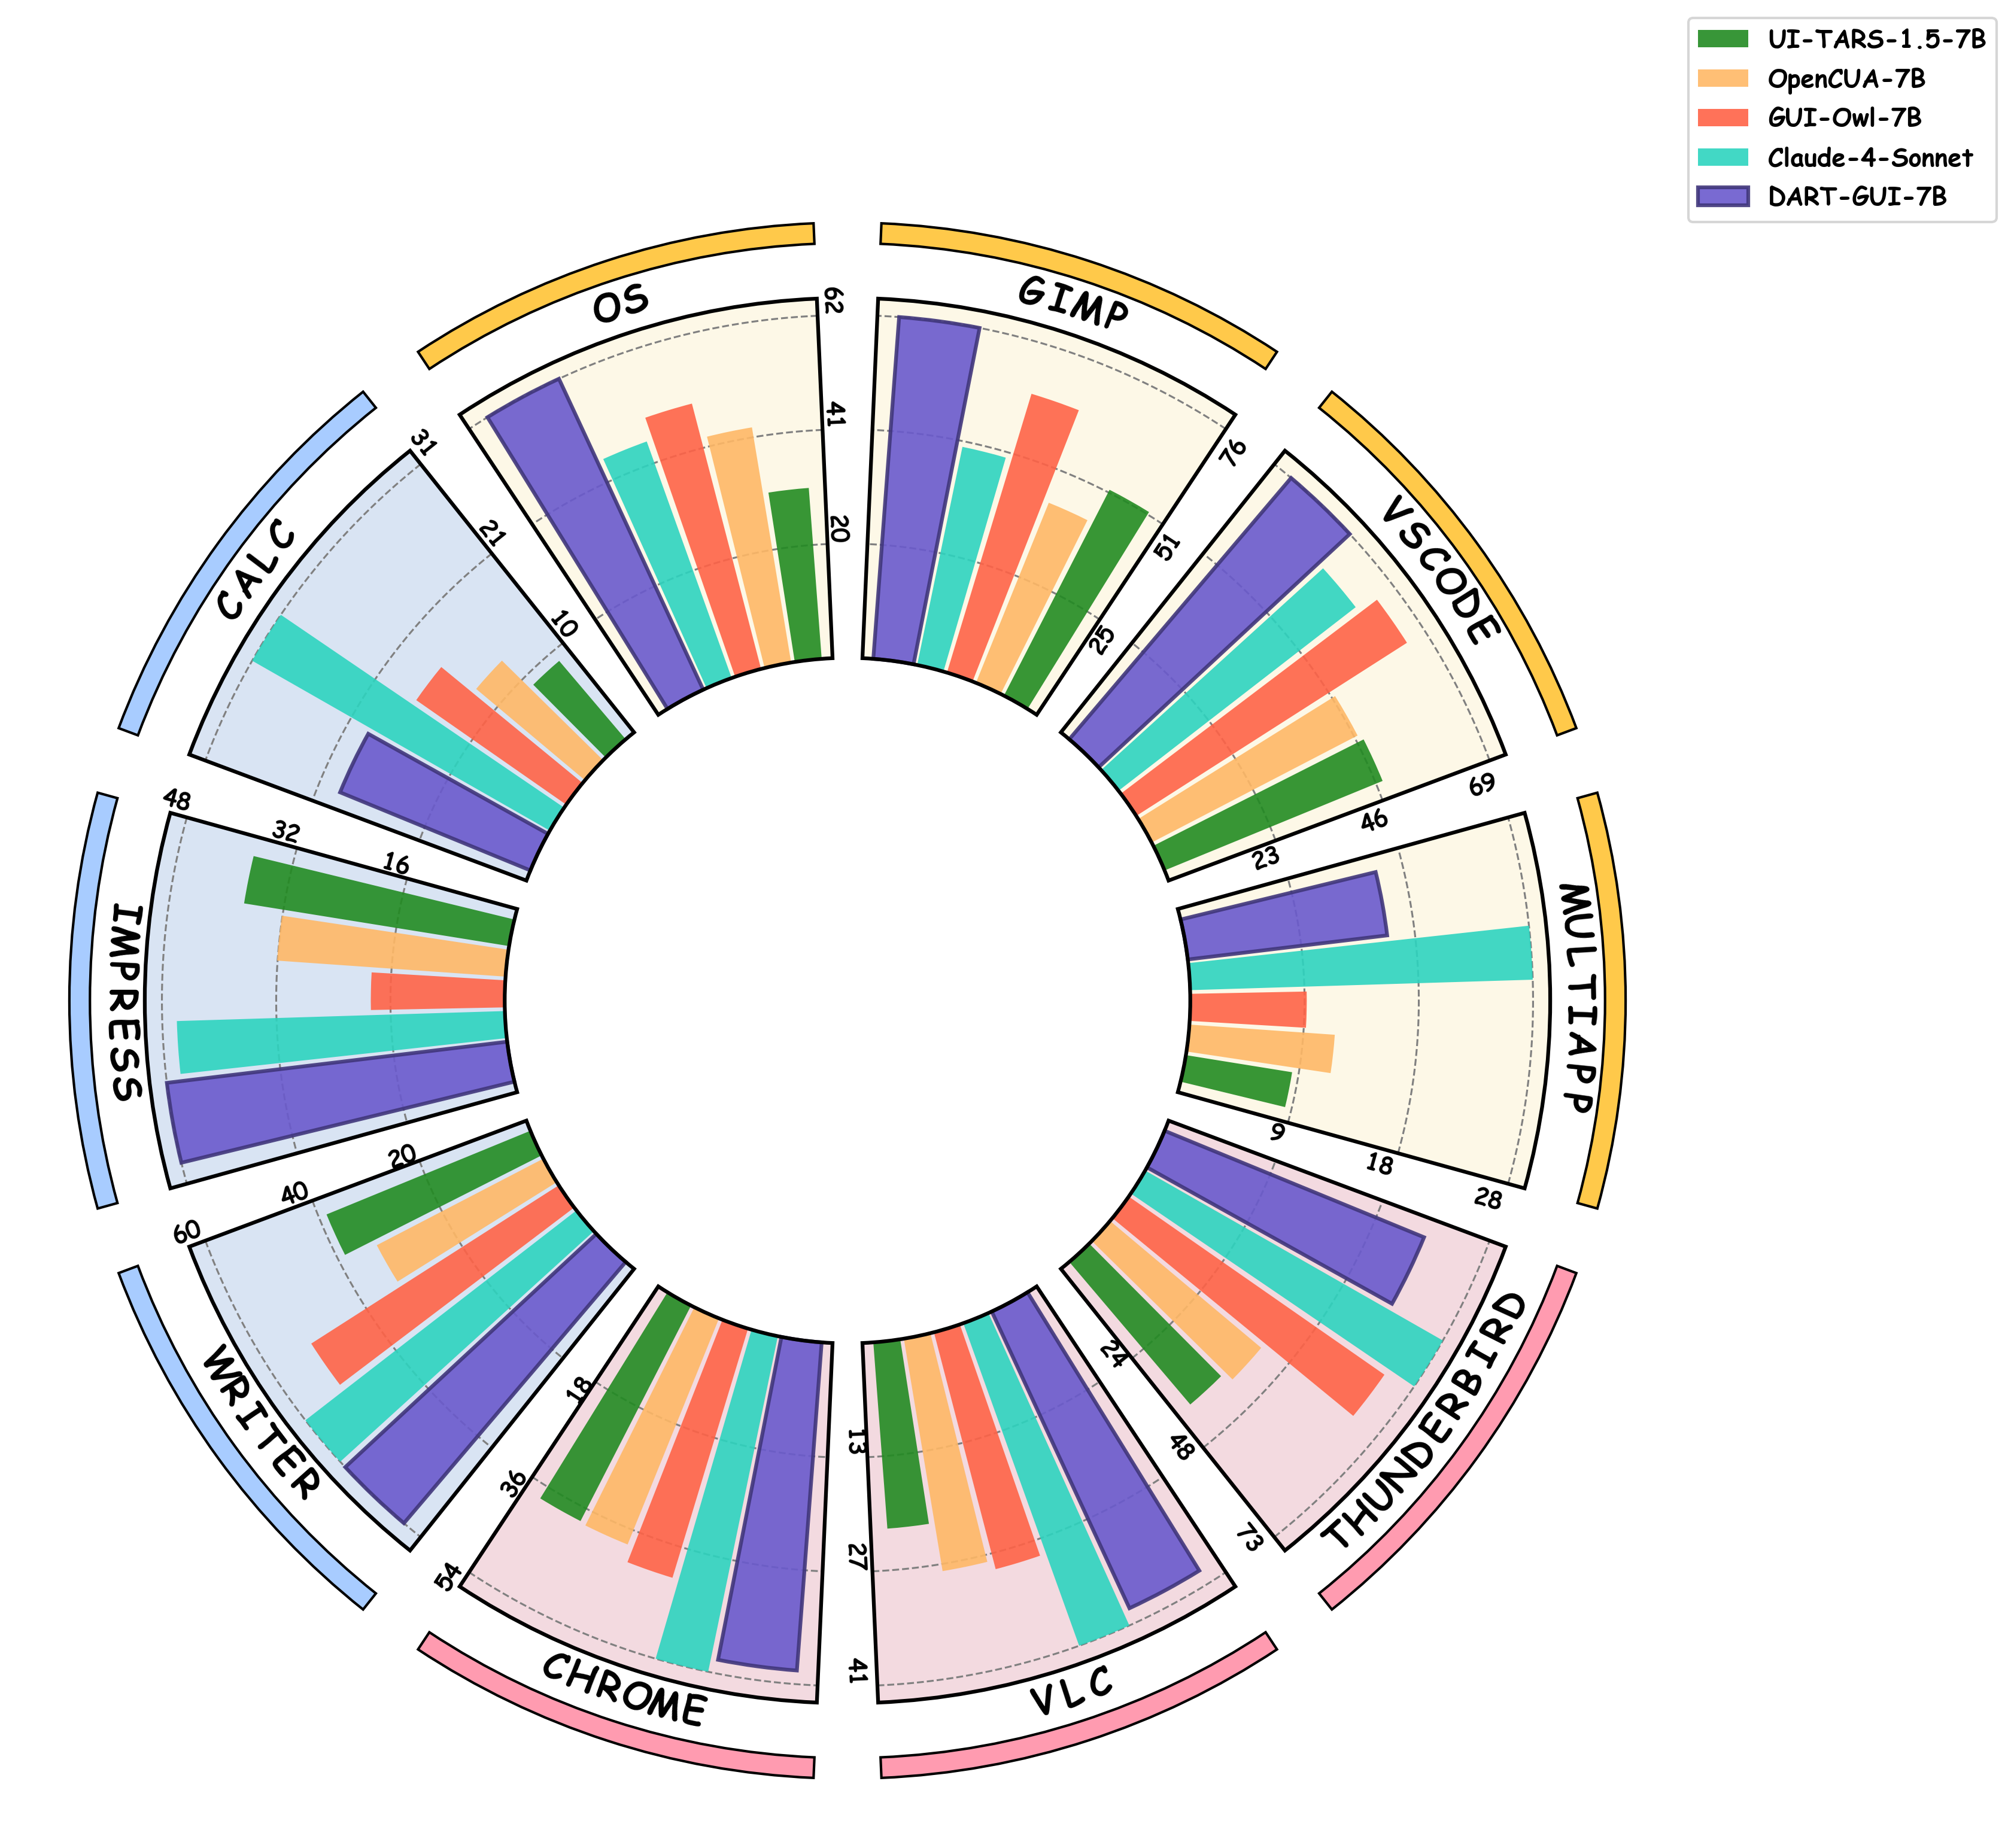 UI-TARS-1.5-7B
OpenCUA-7B
GUI-Owl-7B
Claude-4-Sonnet
DART-GUI-7B
OS
62
41
20
GIMP
76
51
25
VSCODE
69
46
23
MULTIAPP
9
18
28
THUNDERBIRD
24
48
73
VLC
13
27
41
CHROME
18
36
54
WRITER
20
40
60
IMPRESS
48
32
16
CALC
31
21
10